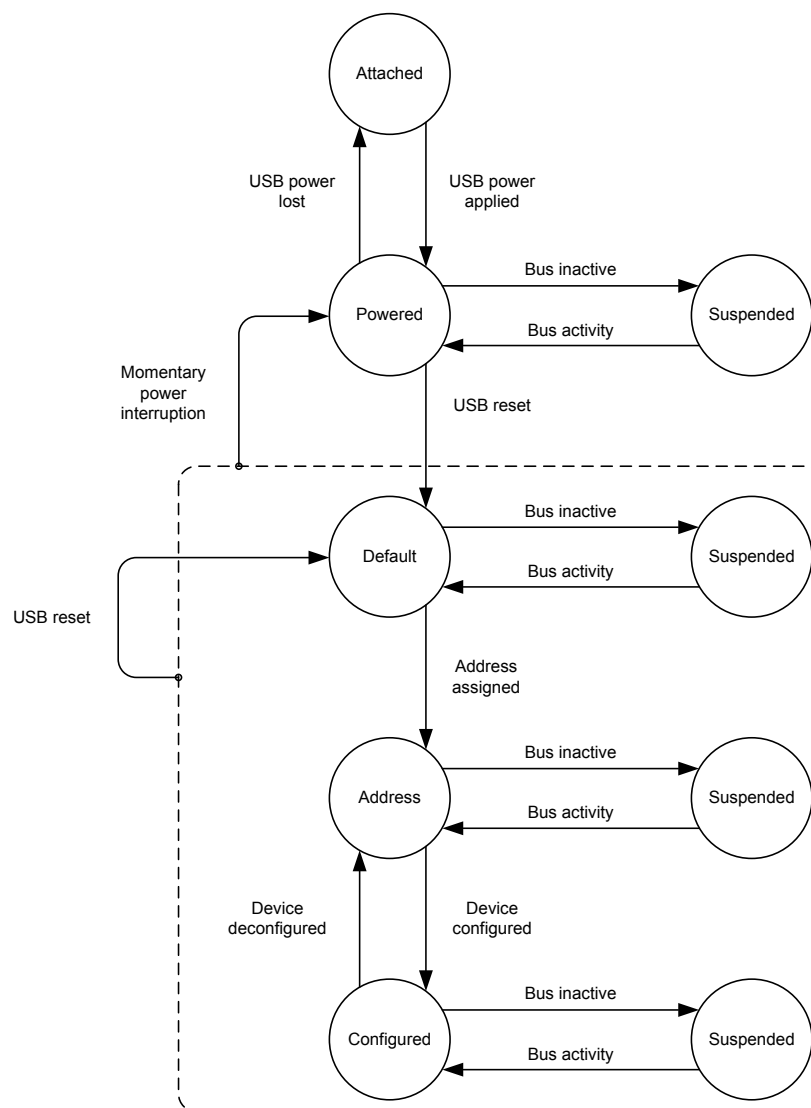 Attached
USB power
lost
USB power
applied
Bus inactive
Powered
Suspended
Bus activity
Momentary
power
interruption
USB reset
Bus inactive
Default
Suspended
Bus activity
USB reset
Address
assigned
Bus inactive
Address
Suspended
Bus activity
Device
deconfigured
Device
configured
Bus inactive
Configured
Suspended
Bus activity